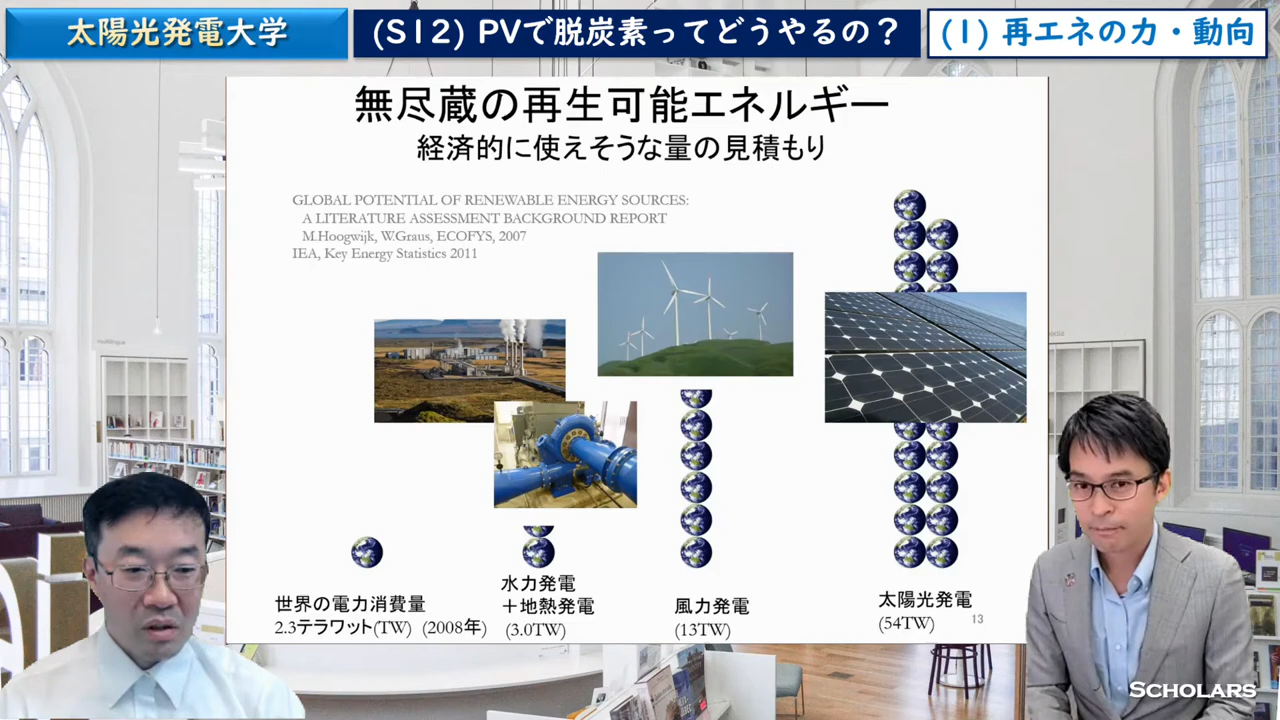 太陽光発電大学
(S12) PVで脱炭素ってどうやるの？
(1) 再エネの力・動向
無尽蔵の再生可能エネルギー
経済的に使えそうな量の見積もり
GLOBAL POTENTIAL OF RENEWABLE ENERGY SOURCES:
A LITERATURE ASSESSMENT BACKGROUND REPORT
M.Hoogwijk, W.Graus, ECOFYS, 2007
IEA, Key Energy Statistics 2011
世界の電力消費量
2.3テラワット(TW) (2008年)
水力発電
＋地熱発電
(3.0TW)
風力発電
(13TW)
太陽光発電
(54TW)
13
SCHOLARS